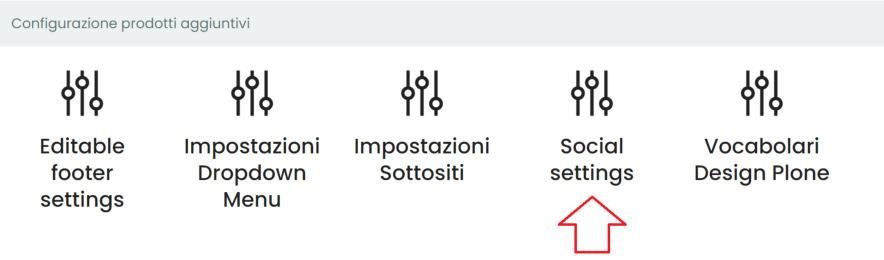 Configurazione prodotti aggiuntivi
Editable
footer
settings
Impostazioni
Dropdown
Menu
Impostazioni
Sottositi
Social
settings
Vocabolari
Design Plone